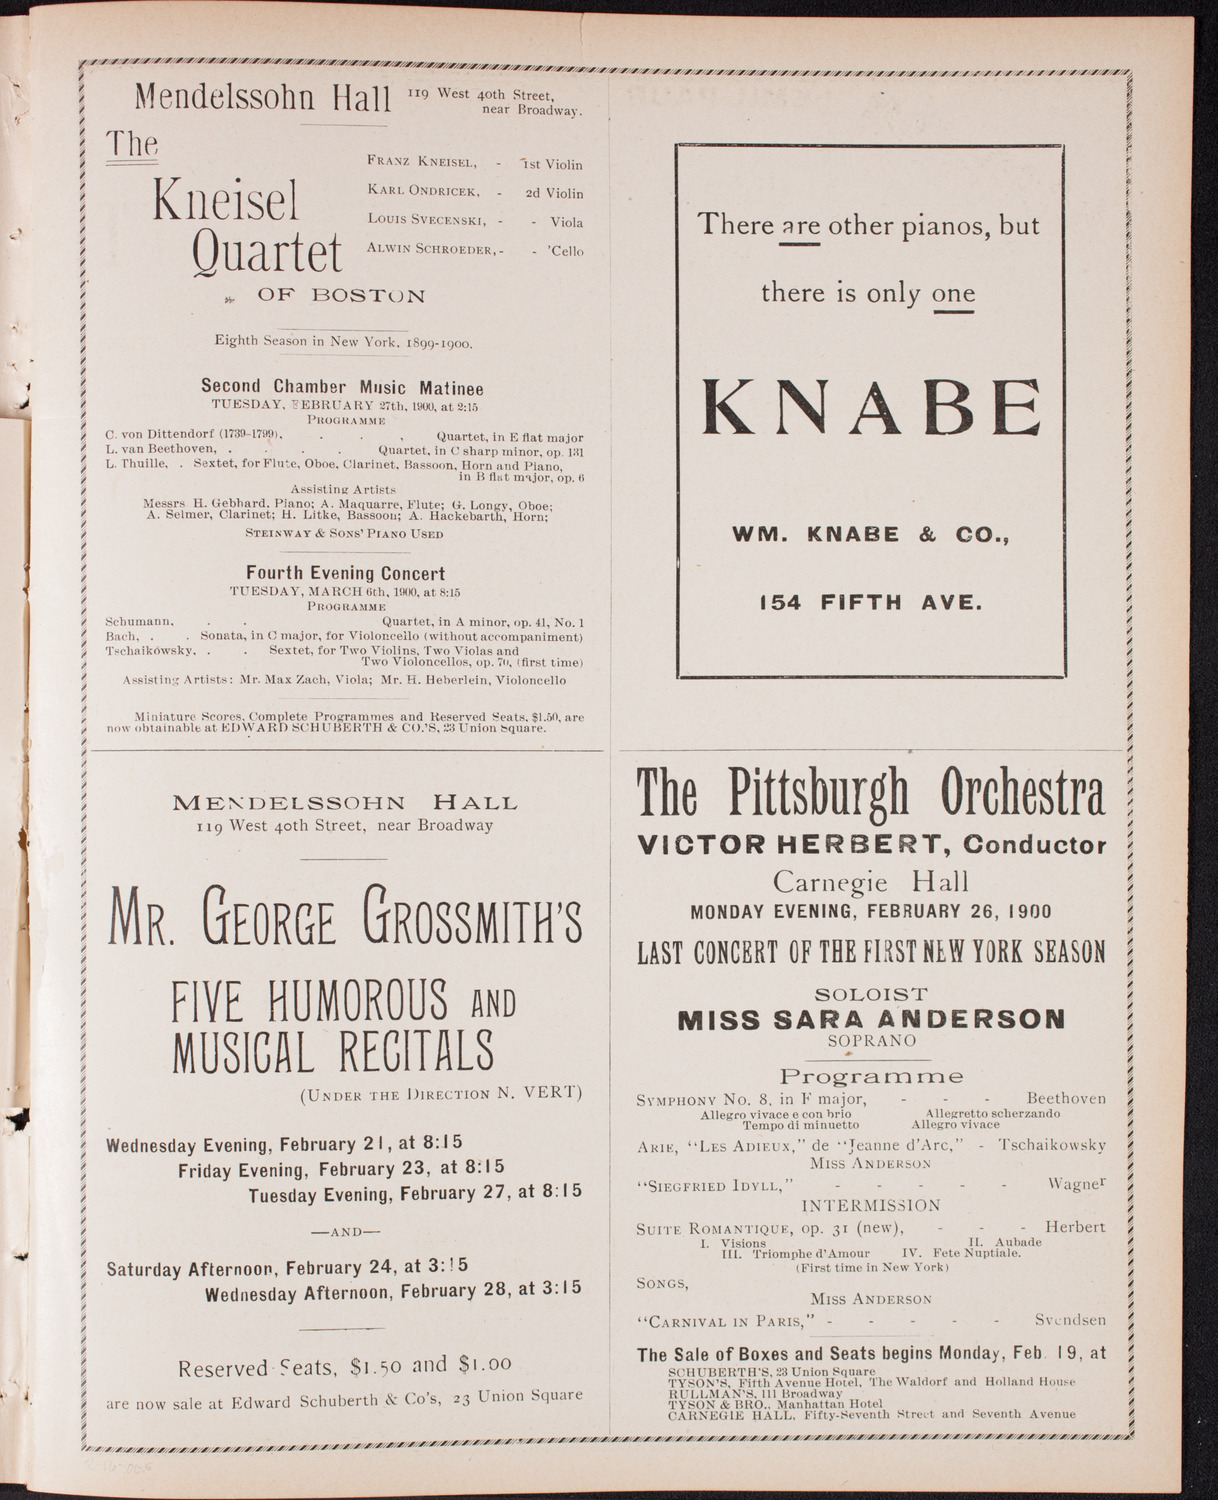 Mendelssohn Hall 119 West 40th Street,
near Broadway.
The
Kneisel
Quartet
OF BOSTON
FRANZ KNEISEL, - 1st Violin
KARL ONDRICEK, - 2d Violin
LOUIS SVECENSKI, - - Viola
ALWIN SCHROEDER, - - 'Cello
Eighth Season in New York, 1899-1900.
Second Chamber Music Matinee
TUESDAY, FEBRUARY 27th, 1900, at 2:15
PROGRAMME
C. von Dittendorf (1739-1799), . . , Quartet, in E flat major
L. van Beethoven, . . . . Quartet, in C sharp minor, op. 131
L. Thuille, . Sextet, for Flute, Oboe, Clarinet, Bassoon, Horn and Piano,
in B flat major, op. 6
Assisting Artists
Messrs H. Gebhard, Piano; A. Maquarre, Flute; G. Longy, Oboe;
A. Selmer, Clarinet; H. Litke, Bassoon; A. Hackebarth, Horn;
STEINWAY & SONS' PIANO USED
Fourth Evening Concert
TUESDAY, MARCH 6th, 1900, at 8:15
PROGRAMME
Schumann, . . Quartet, in A minor, op. 41, No. 1
Bach, . . Sonata, in C major, for Violoncello (without accompaniment)
Tschaikowsky, . . Sextet, for Two Violins, Two Violas and
Two Violoncellos, op. 70, (first time)
Assisting Artists: Mr. Max Zach, Viola; Mr. H. Heberlein, Violoncello
Miniature Scores, Complete Programmes and Reserved Seats, $1.50, are
now obtainable at EDWARD SCHUBERTH & CO.'S, 23 Union Square.
There are other pianos, but
there is only one
KNABE
WM. KNABE & CO.,
154 FIFTH AVE.
MENDELSSOHN HALL
119 West 40th Street, near Broadway
MR. GEORGE GROSSMITH'S
FIVE HUMOROUS AND
MUSICAL RECITALS
(UNDER THE DIRECTION N. VERT)
Wednesday Evening, February 21, at 8:15
Friday Evening, February 23, at 8:15
Tuesday Evening, February 27, at 8:15
—AND—
Saturday Afternoon, February 24, at 3:15
Wednesday Afternoon, February 28, at 3:15
Reserved Seats, $1.50 and $1.00
are now sale at Edward Schuberth & Co's, 23 Union Square
The Pittsburgh Orchestra
VICTOR HERBERT, Conductor
Carnegie Hall
MONDAY EVENING, FEBRUARY 26, 1900
LAST CONCERT OF THE FIRST NEW YORK SEASON
SOLOIST
MISS SARA ANDERSON
SOPRANO
Programme
SYMPHONY No. 8, in F major, - - - Beethoven
Allegro vivace e con brio Allegretto scherzando
Tempo di minuetto Allegro vivace
ARIE, "LES ADIEUX," de "Jeanne d'Arc," - Tschaikowsky
MISS ANDERSON
"SIEGFRIED IDYLL," - - - - - Wagner
INTERMISSION
SUITE ROMANTIQUE, op. 31 (new), - - - Herbert
I. Visions II. Aubade
III. Triomphe d'Amour IV. Fete Nuptiale.
(First time in New York)
SONGS,
MISS ANDERSON
"CARNIVAL IN PARIS," - - - - - Svendsen
The Sale of Boxes and Seats begins Monday, Feb. 19, at
SCHUBERTH'S, 23 Union Square
TYSON'S, Fifth Avenue Hotel, The Waldorf and Holland House
RULLMAN'S, 111 Broadway
TYSON & BRO., Manhattan Hotel
CARNEGIE HALL, Fifty-Seventh Street and Seventh Avenue